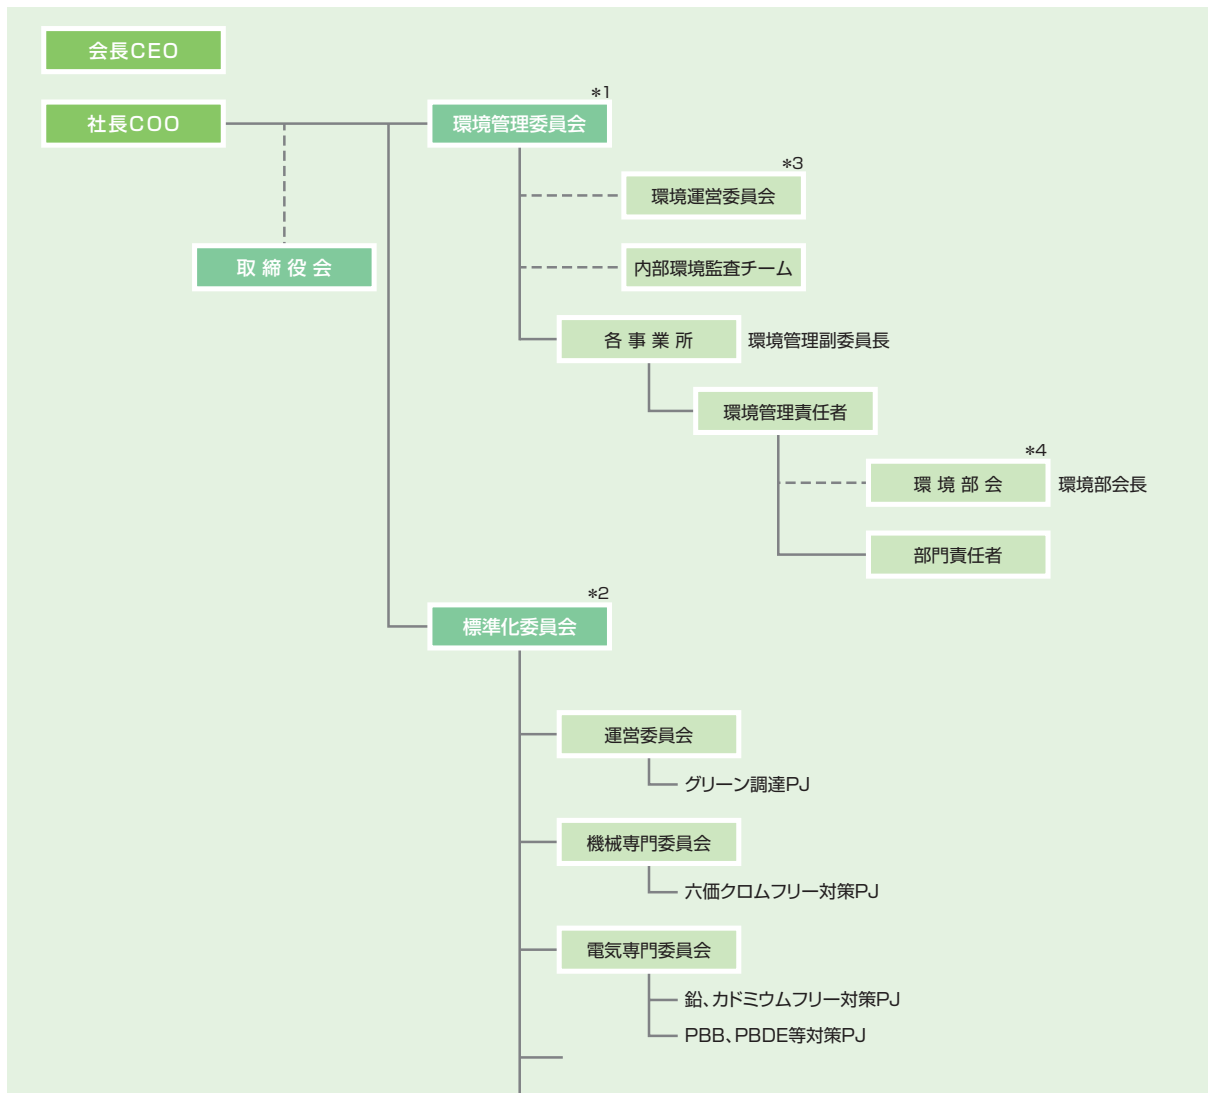 会長CEO
*1
社長COO
環境管理委員会
*3
環境運営委員会
取締役会
内部環境監査チーム
各事業所
環境管理副委員長
環境管理責任者
*4
環境部会
環境部会長
部門責任者
*2
標準化委員会
運営委員会
グリーン調達PJ
機械専門委員会
六価クロムフリー対策PJ
電気専門委員会
鉛、カドミウムフリー対策PJ
PBB、PBDE等対策PJ